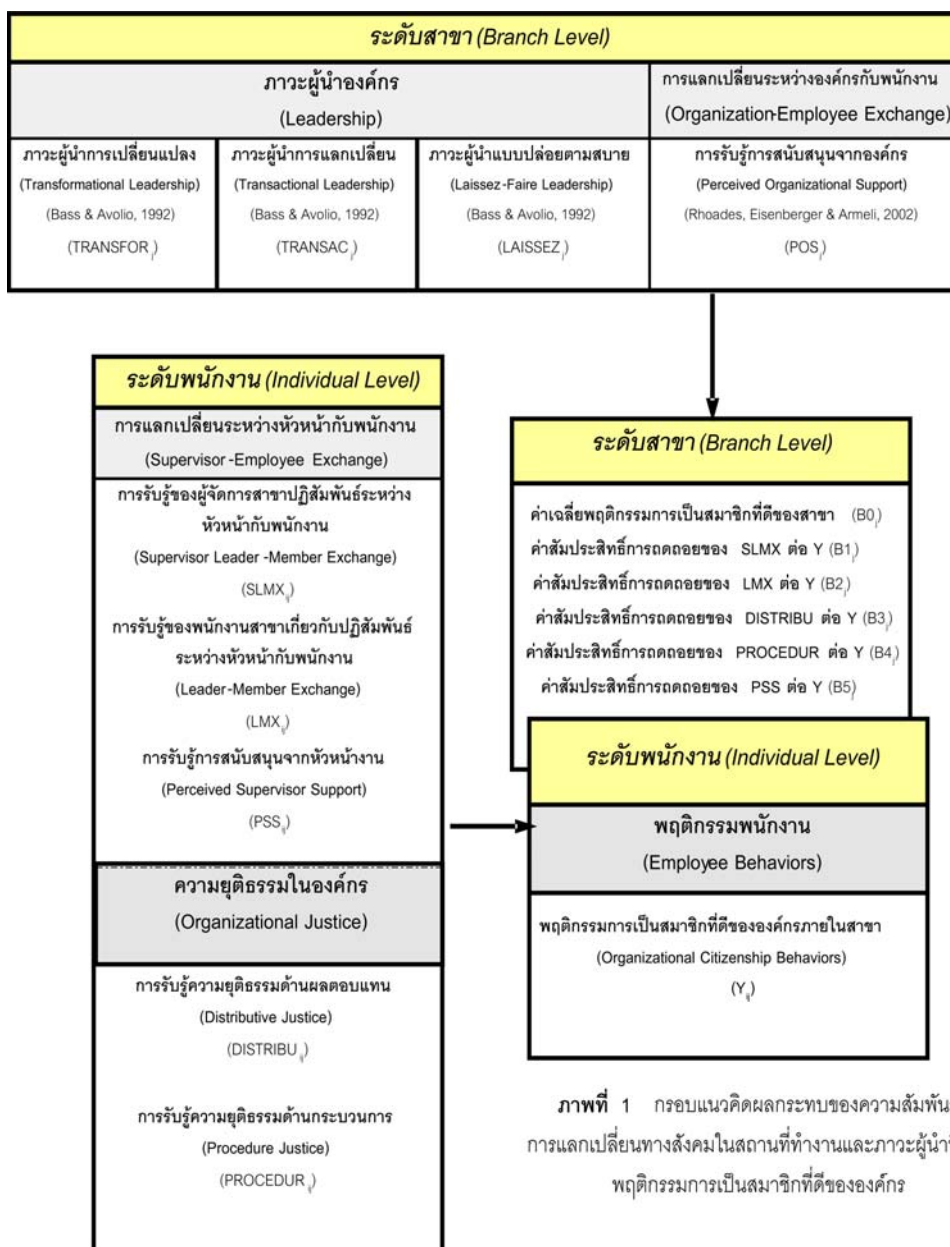 ระดับสาขา (Branch Level)
ภาวะผู้นำองค์กร
(Leadership)
การแลกเปลี่ยนระหว่างองค์กรกับพนักงาน
(Organization-Employee Exchange)
ภาวะผู้นำการเปลี่ยนแปลง
(Transformational Leadership)
(Bass & Avolio, 1992)
(TRANSFOR j)
ภาวะผู้นำการแลกเปลี่ยน
(Transactional Leadership)
(Bass & Avolio, 1992)
(TRANSAC j)
ภาวะผู้นำแบบปล่อยตามสบาย
(Laissez-Faire Leadership)
(Bass & Avolio, 1992)
(LAISSEZ j)
การรับรู้การสนับสนุนจากองค์กร
(Perceived Organizational Support)
(Rhoades, Eisenberger & Armeli, 2002)
(POS j)
ระดับพนักงาน (Individual Level)
การแลกเปลี่ยนระหว่างหัวหน้ากับพนักงาน
(Supervisor-Employee Exchange)
การรับรู้ของผู้จัดการสาขาปฏิสัมพันธ์ระหว่าง
หัวหน้ากับพนักงาน
(Supervisor Leader -Member Exchange)
(SLMX ij)
การรับรู้ของพนักงานสาขาเกี่ยวกับปฏิสัมพันธ์
ระหว่างหัวหน้ากับพนักงาน
(Leader-Member Exchange)
(LMX ij)
การรับรู้การสนับสนุนจากหัวหน้างาน
(Perceived Supervisor Support)
(PSS ij)
ความยุติธรรมในองค์กร
(Organizational Justice)
การรับรู้ความยุติธรรมด้านผลตอบแทน
(Distributive Justice)
(DISTRIBU ij)
การรับรู้ความยุติธรรมด้านกระบวนการ
(Procedure Justice)
(PROCEDUR ij)
ระดับสาขา (Branch Level)
ค่าเฉลี่ยพฤติกรรมการเป็นสมาชิกที่ดีของสาขา (B0j)
ค่าสัมประสิทธิ์การถดถอยของ SLMX ต่อ Y (B1j)
ค่าสัมประสิทธิ์การถดถอยของ LMX ต่อ Y (B2j)
ค่าสัมประสิทธิ์การถดถอยของ DISTRIBU ต่อ Y (B3j)
ค่าสัมประสิทธิ์การถดถอยของ PROCEDUR ต่อ Y (B4j)
ค่าสัมประสิทธิ์การถดถอยของ PSS ต่อ Y (B5j)
ระดับพนักงาน (Individual Level)
พฤติกรรมพนักงาน
(Employee Behaviors)
พฤติกรรมการเป็นสมาชิกที่ดีขององค์กรภายในสาขา
(Organizational Citizenship Behaviors)
(Y ij)
ภาพที่ 1 กรอบแนวคิดผลกระทบของความสัมพัน
การแลกเปลี่ยนทางสังคมในสถานที่ทำงานและภาวะผู้นำ
พฤติกรรมการเป็นสมาชิกที่ดีขององค์กร